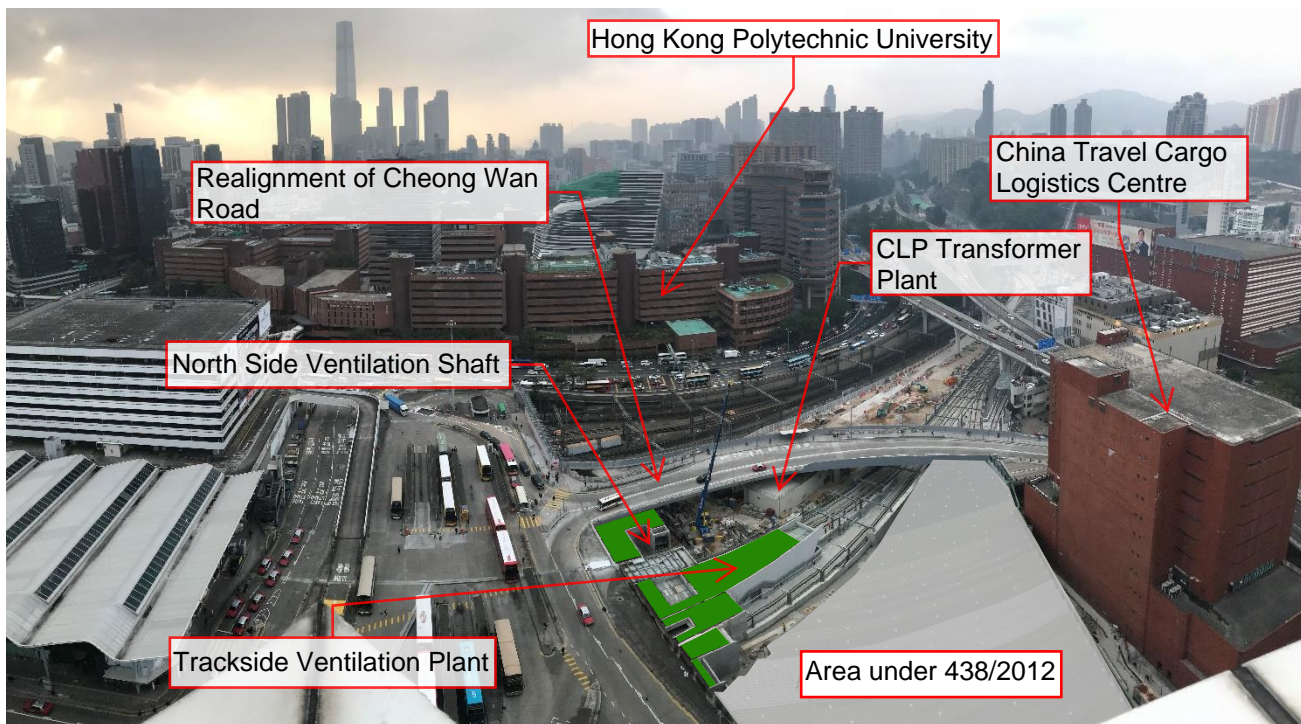 Hong Kong Polytechnic University
Realignment of Cheong Wan
Road
China Travel Cargo
Logistics Centre
CLP Transformer
Plant
North Side Ventilation Shaft
Trackside Ventilation Plant
Area under 438/2012